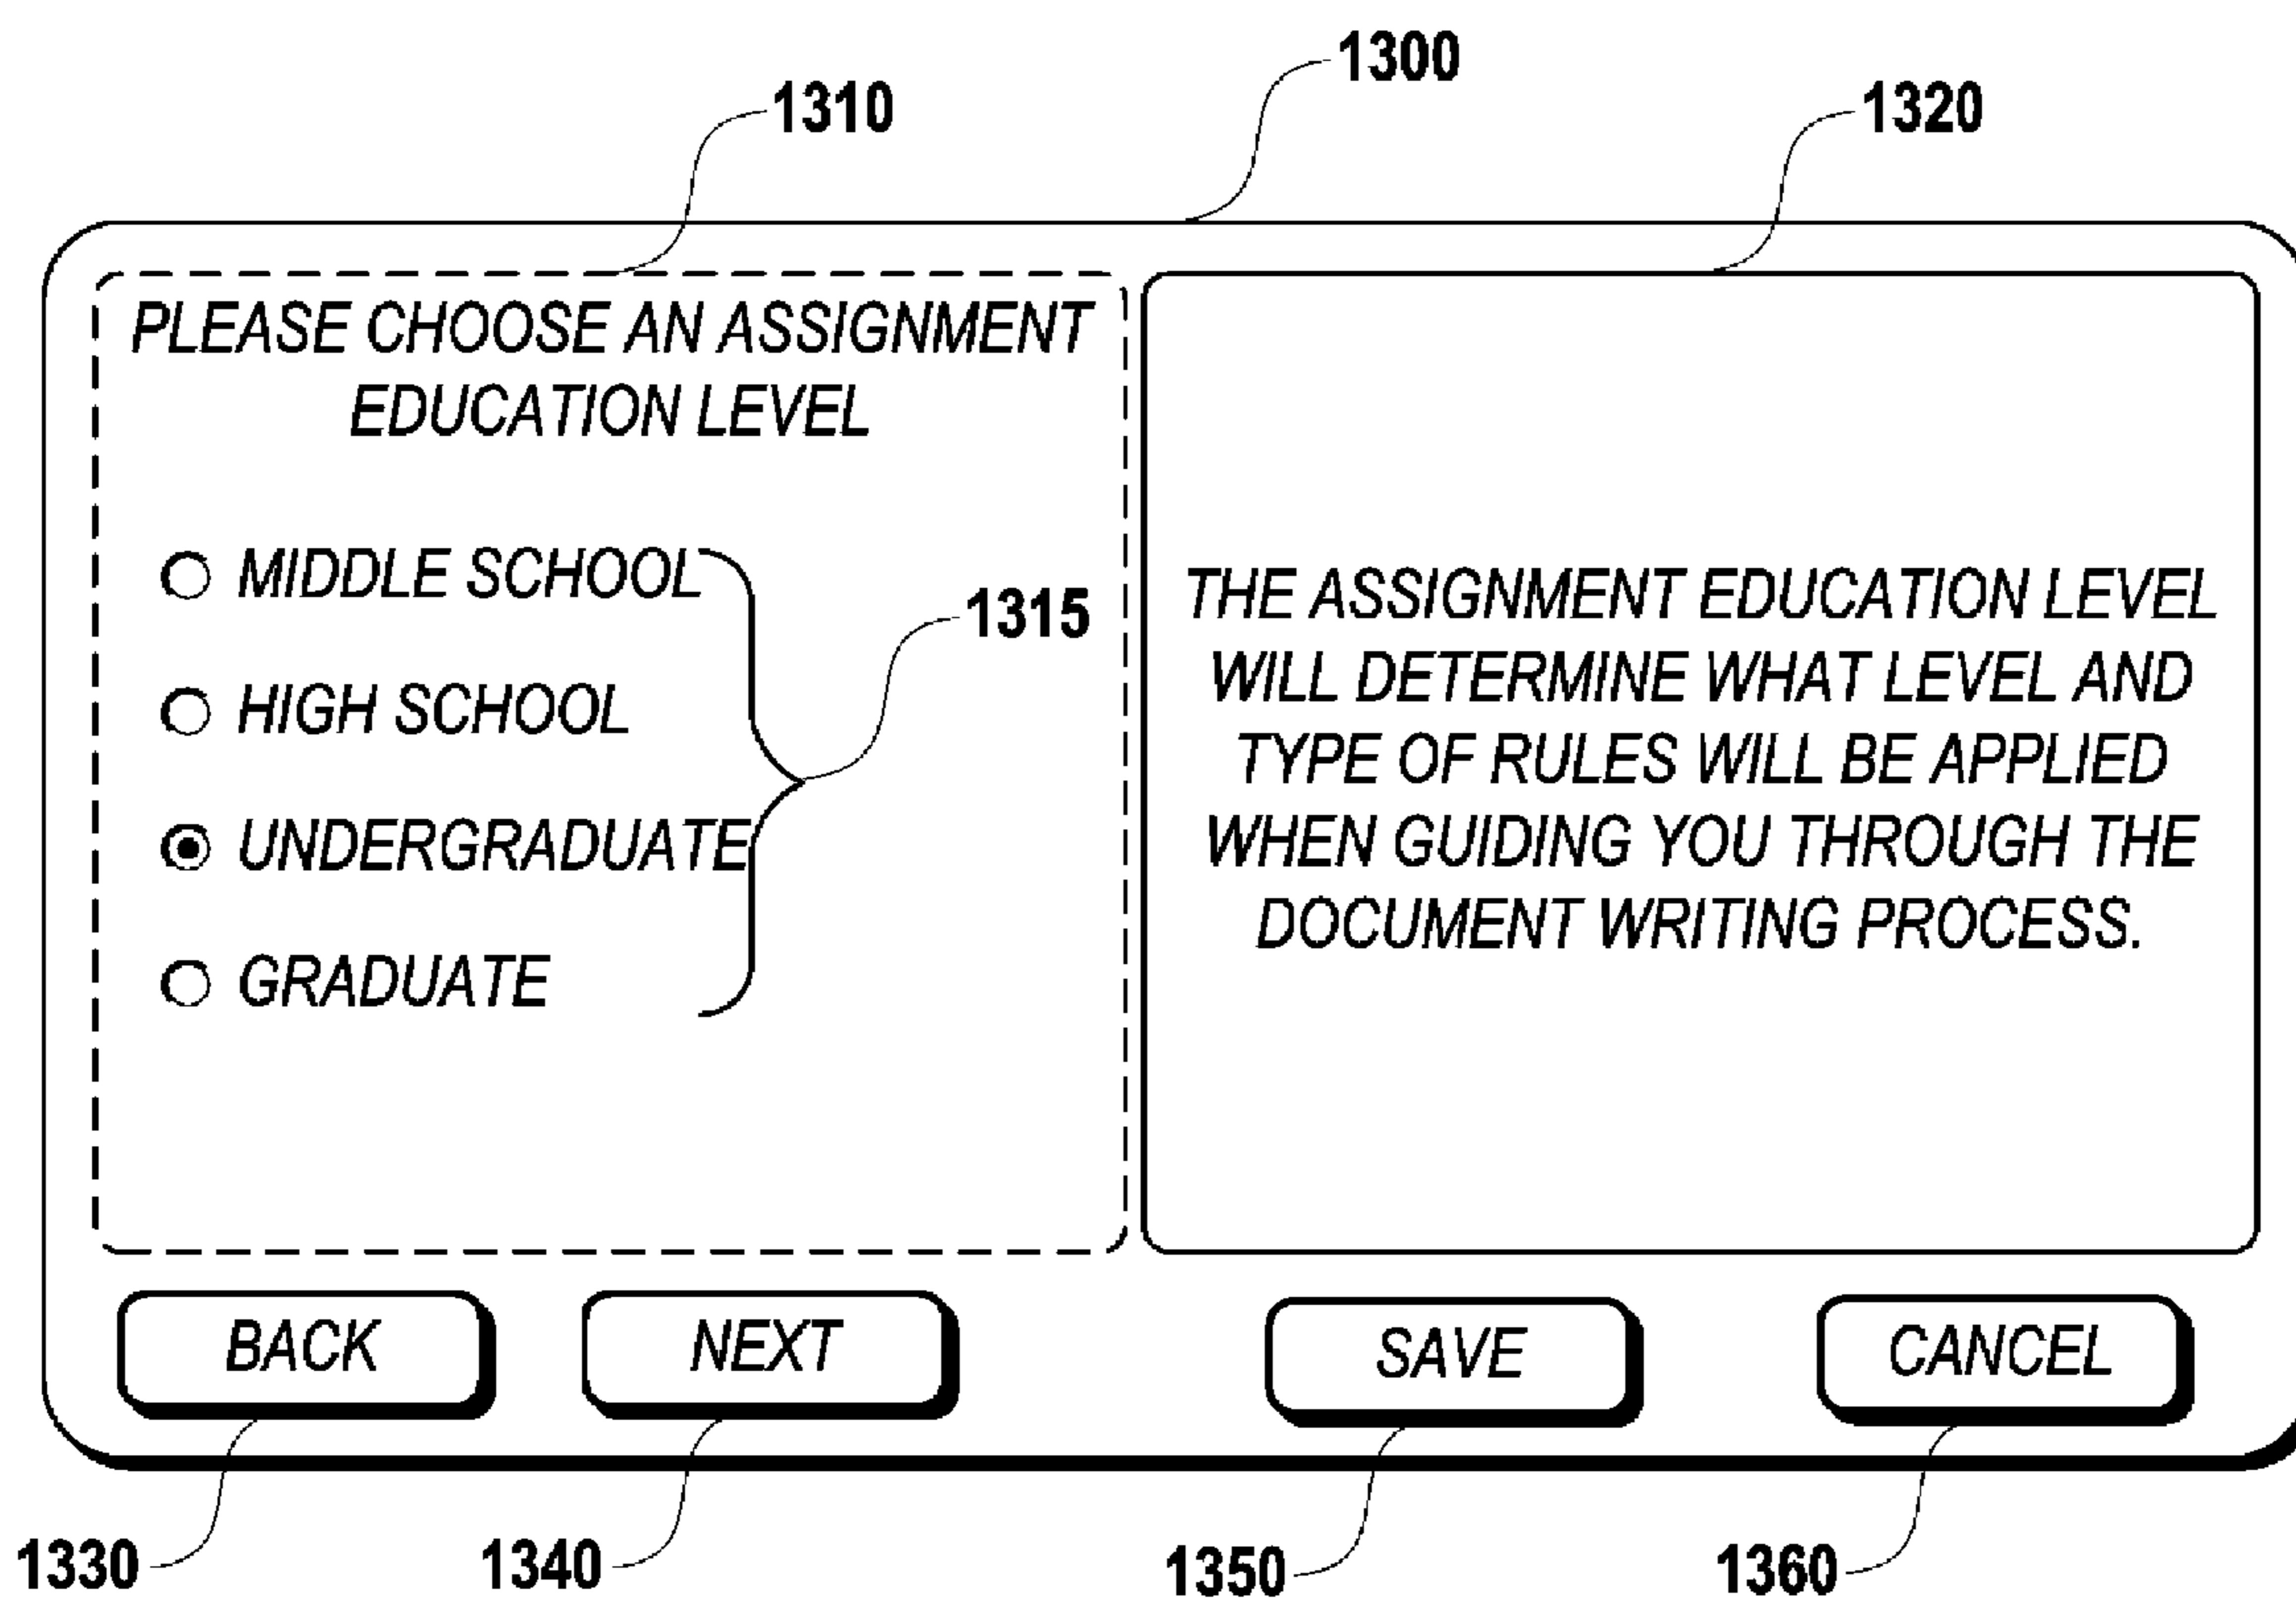 1300
1310
1320
PLEASE CHOOSE AN ASSIGNMENT
EDUCATION LEVEL
MIDDLE SCHOOL
HIGH SCHOOL
UNDERGRADUATE
GRADUATE
1315
THE ASSIGNMENT EDUCATION LEVEL
WILL DETERMINE WHAT LEVEL AND
TYPE OF RULES WILL BE APPLIED
WHEN GUIDING YOU THROUGH THE
DOCUMENT WRITING PROCESS.
BACK
NEXT
SAVE
CANCEL
1330
1340
1350
1360